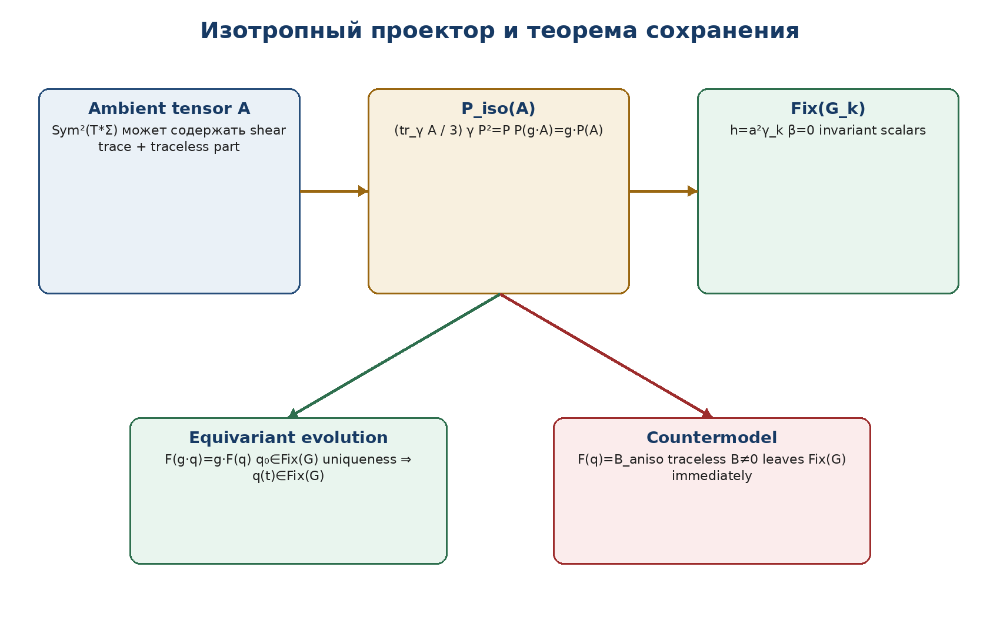 Изотропный проектор и теорема сохранения
Ambient tensor A
Sym²(T*Σ) может содержать shear
trace + traceless part
P_iso(A)
(tr_γ A / 3) γ P²=P P(g·A)=g·P(A)
Fix(G_k)
h=a²γ_k β=0 invariant scalars
Equivariant evolution
F(g·q)=g·F(q) q₀∈Fix(G) uniqueness ⇒
q(t)∈Fix(G)
Countermodel
F(q)=B_aniso traceless B≠0 leaves Fix(G)
immediately